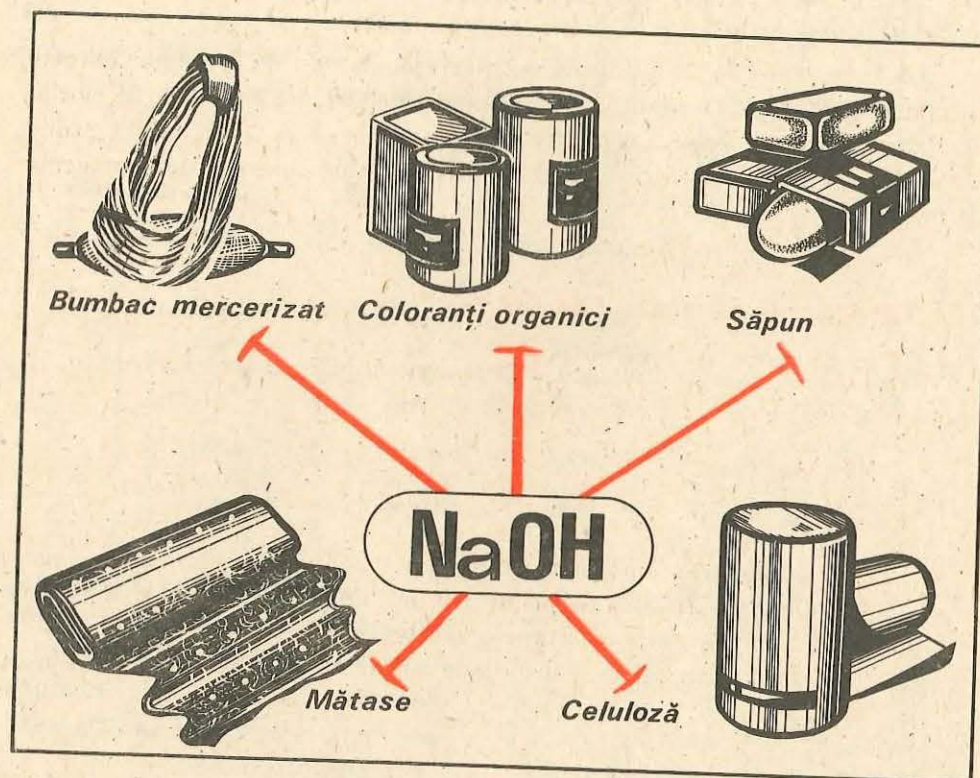 Bumbac mercerizat
Coloranți organici
Săpun
NaOH
Mătase
Celuloză